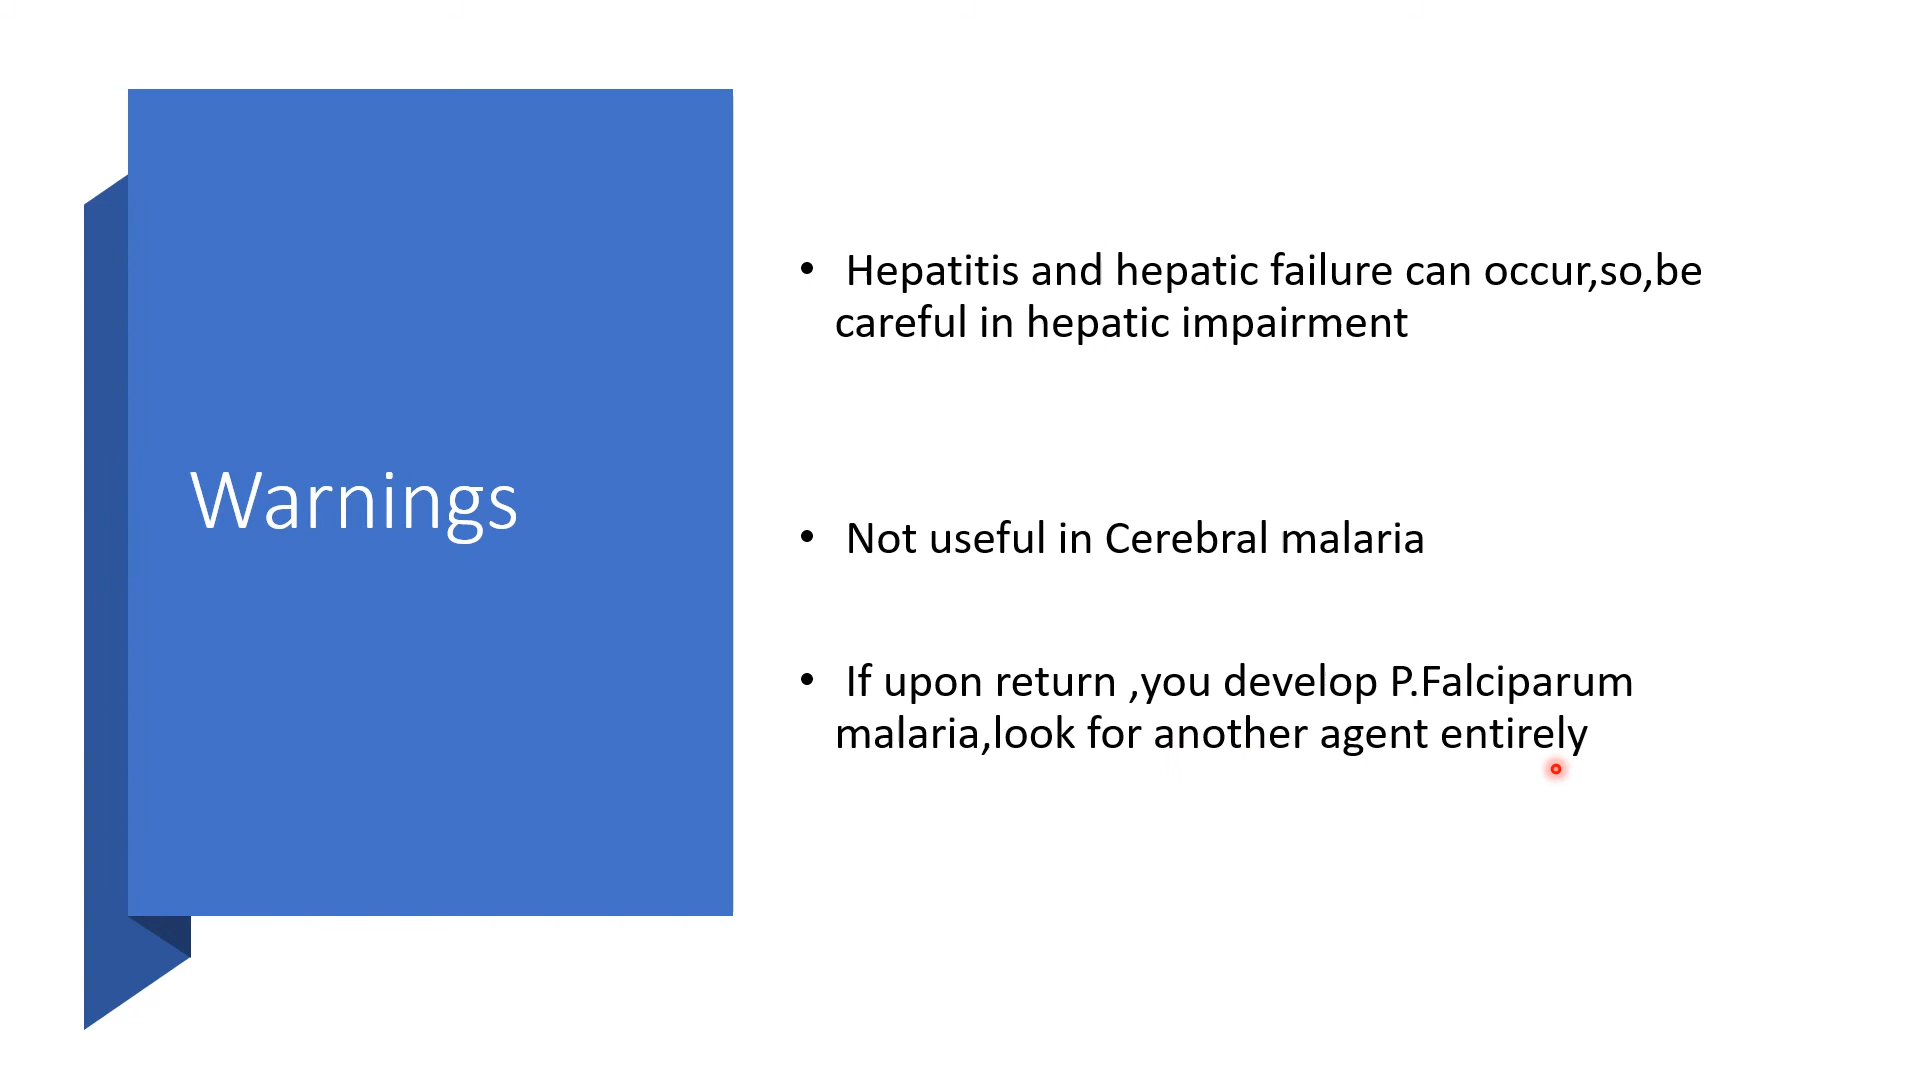 Warnings
• Hepatitis and hepatic failure can occur,so,be
careful in hepatic impairment
• Not useful in Cerebral malaria
• If upon return ,you develop P.Falciparum
malaria,look for another agent entirely